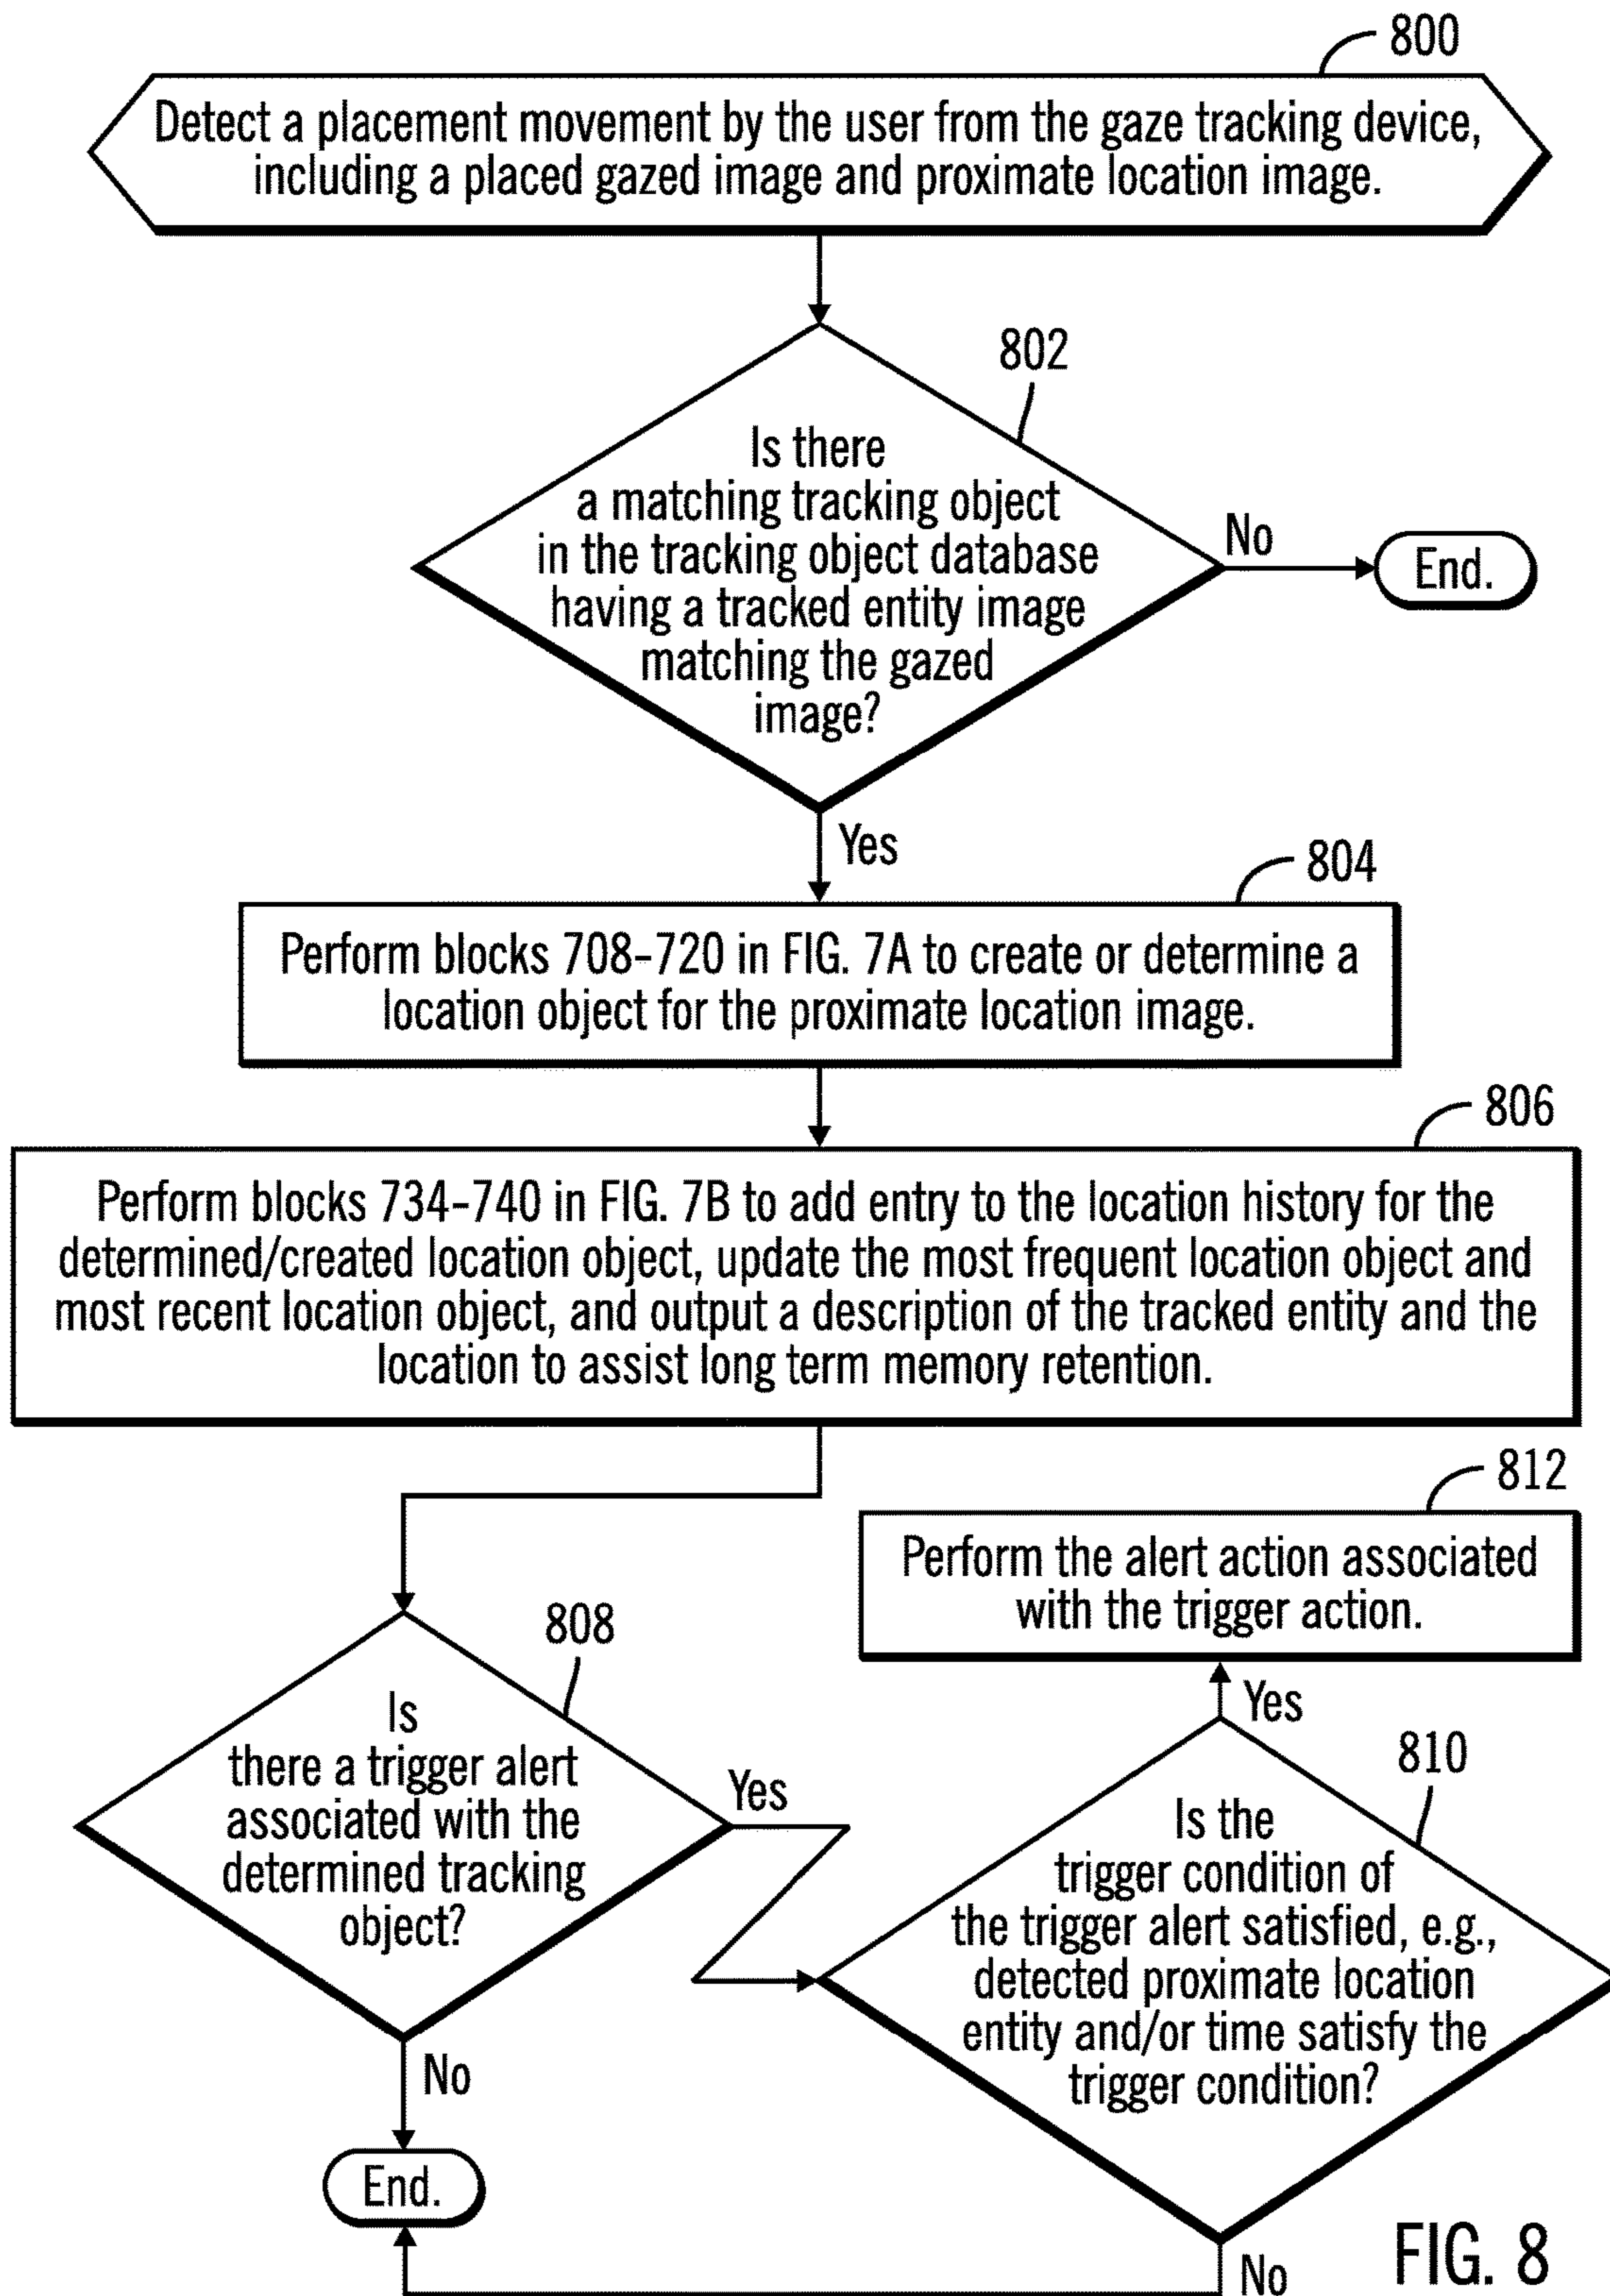 800
Detect a placement movement by the user from the gaze tracking device,
including a placed gazed image and proximate location image.
802
Is there
a matching tracking object
in the tracking object database
having a tracked entity image
matching the gazed
image?
No
End.
Yes
804
Perform blocks 708–720 in FIG. 7A to create or determine a
location object for the proximate location image.
806
Perform blocks 734–740 in FIG. 7B to add entry to the location history for the
determined/created location object, update the most frequent location object and
most recent location object, and output a description of the tracked entity and the
location to assist long term memory retention.
808
Is
there a trigger alert
associated with the
determined tracking
object?
Yes
No
End.
812
Perform the alert action associated
with the trigger action.
Yes
810
Is the
trigger condition of
the trigger alert satisfied, e.g.,
detected proximate location
entity and/or time satisfy the
trigger condition?
No
FIG. 8